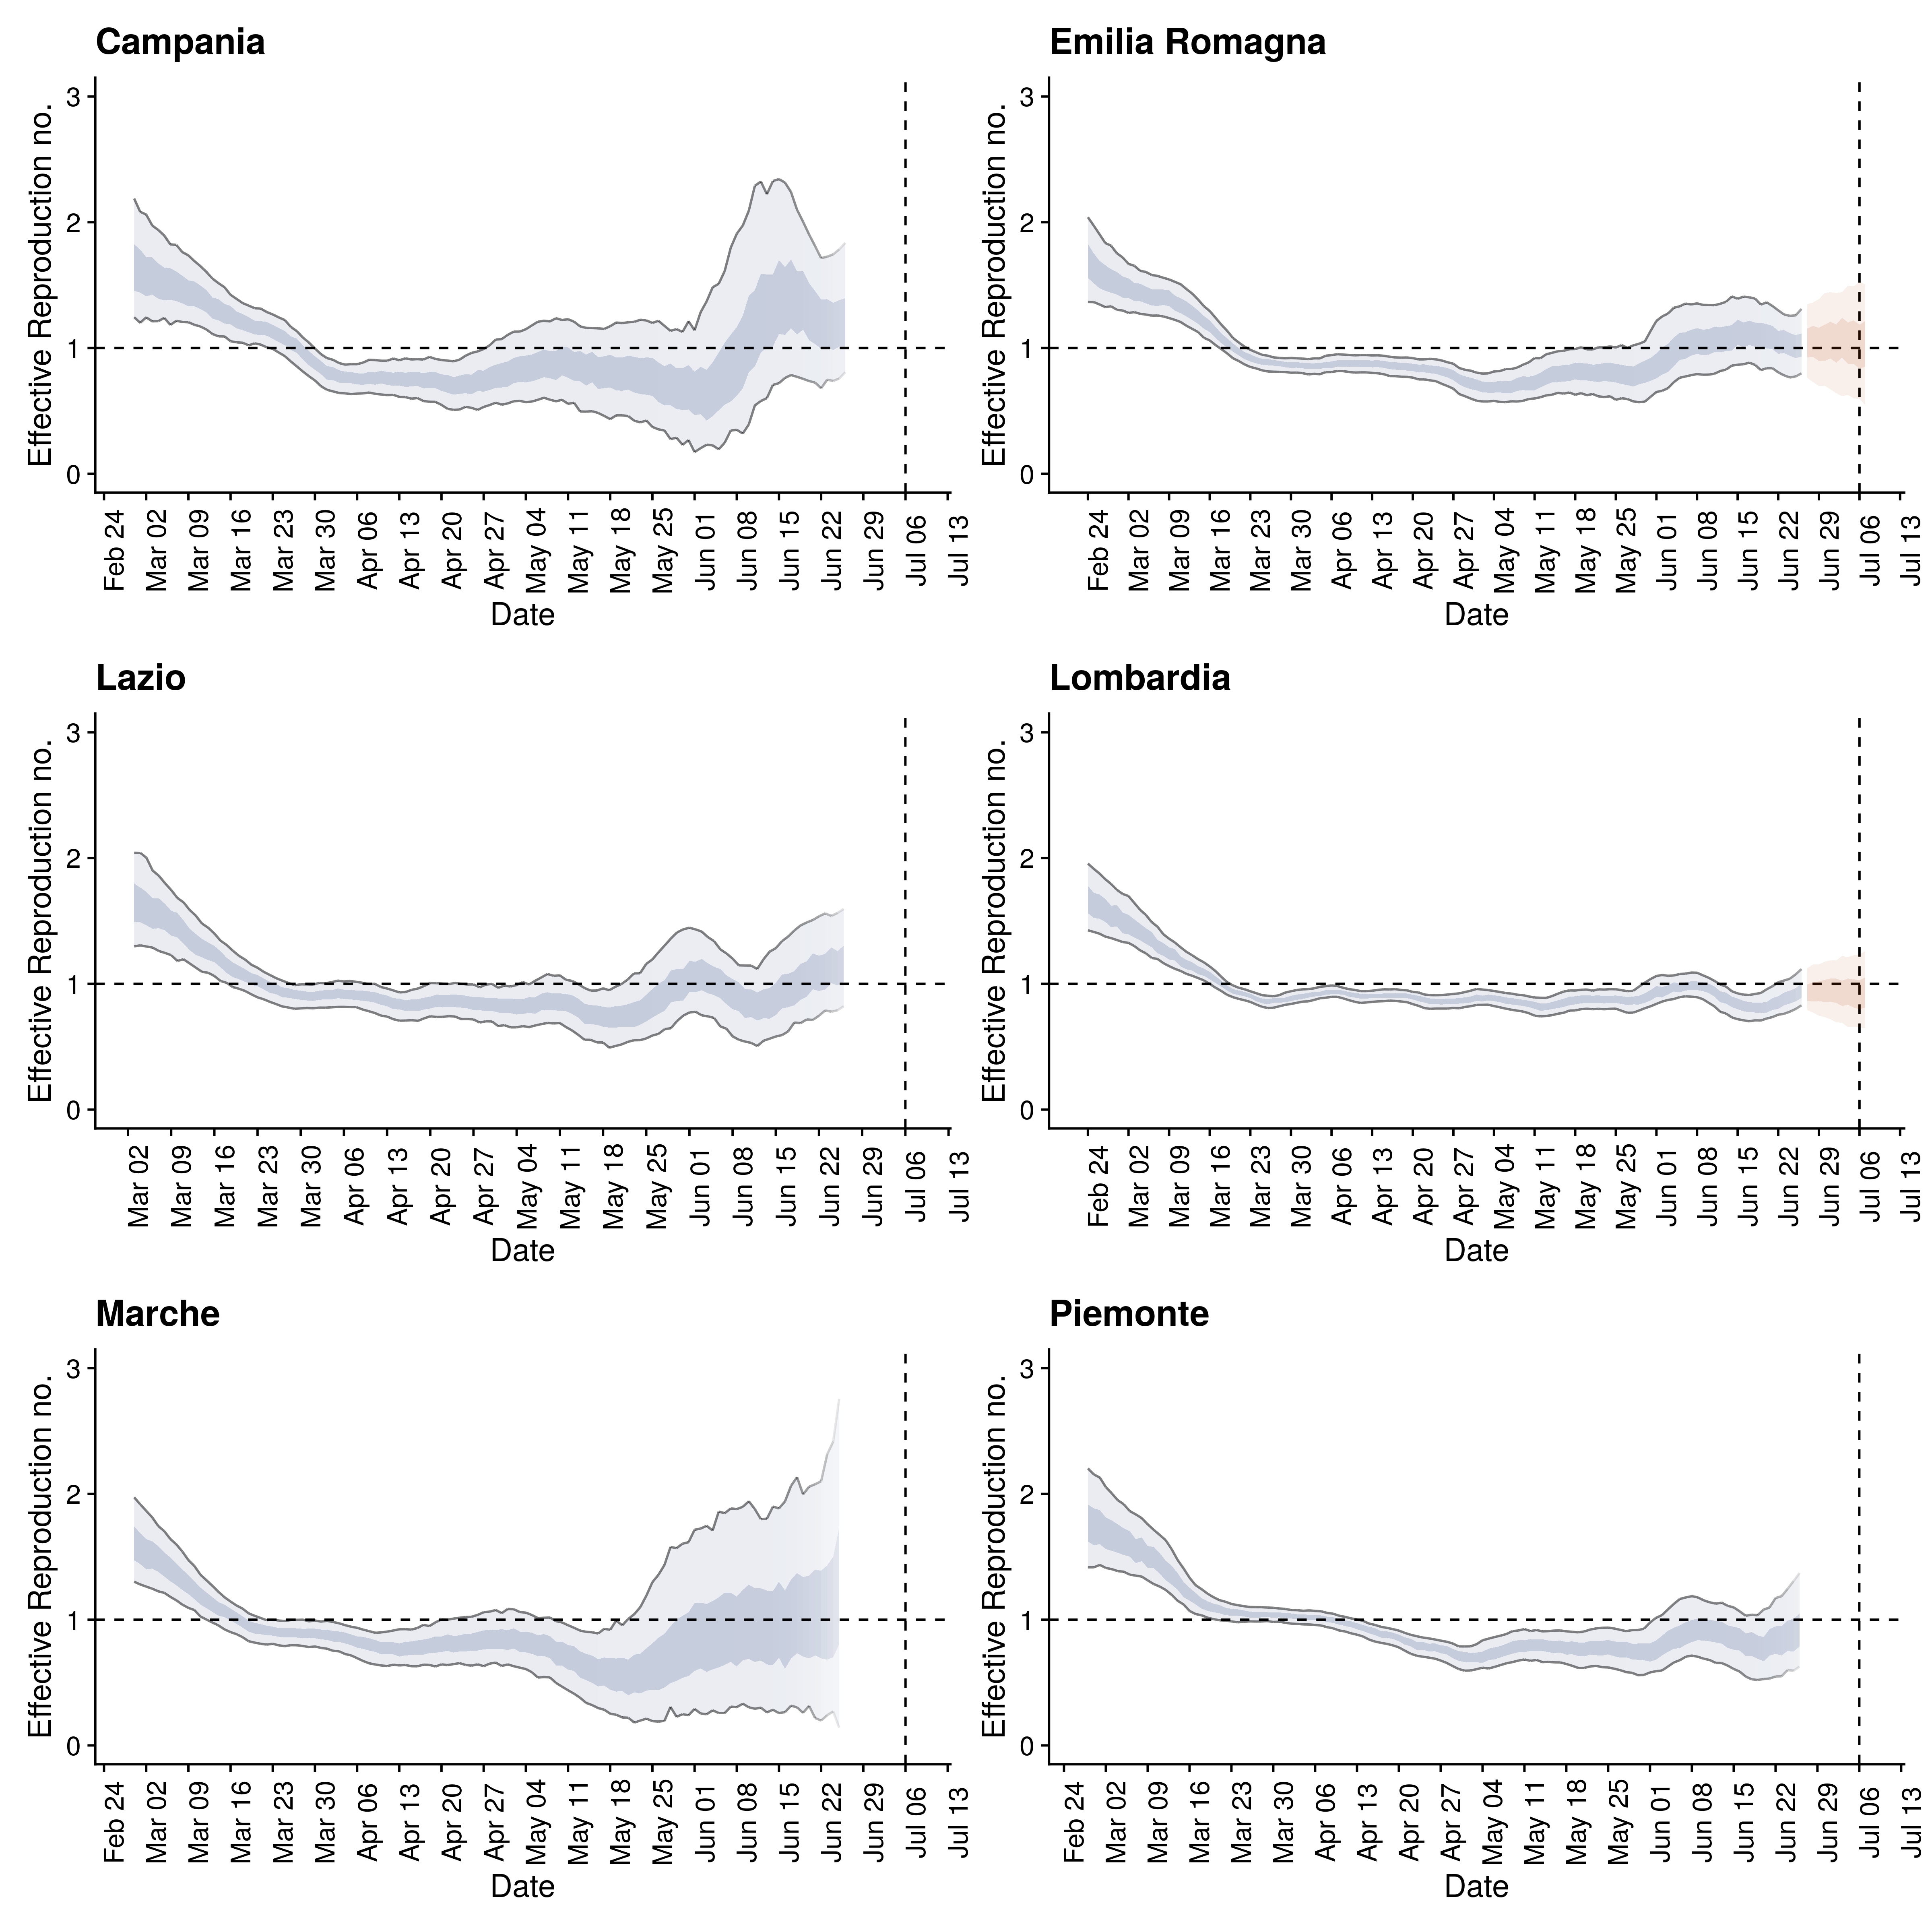 Campania
Effective Reproduction no.
3
2
1
0
Feb 24 Mar 02 Mar 09 Mar 16 Mar 23 Mar 30 Apr 06 Apr 13 Apr 20 Apr 27 May 04 May 11 May 18 May 25 Jun 01 Jun 08 Jun 15 Jun 22 Jun 29 Jul 06 Jul 13
Date
Emilia Romagna
Effective Reproduction no.
3
2
1
0
Feb 24 Mar 02 Mar 09 Mar 16 Mar 23 Mar 30 Apr 06 Apr 13 Apr 20 Apr 27 May 04 May 11 May 18 May 25 Jun 01 Jun 08 Jun 15 Jun 22 Jun 29 Jul 06 Jul 13
Date
Lazio
Effective Reproduction no.
3
2
1
0
Mar 02 Mar 09 Mar 16 Mar 23 Mar 30 Apr 06 Apr 13 Apr 20 Apr 27 May 04 May 11 May 18 May 25 Jun 01 Jun 08 Jun 15 Jun 22 Jun 29 Jul 06 Jul 13
Date
Lombardia
Effective Reproduction no.
3
2
1
0
Feb 24 Mar 02 Mar 09 Mar 16 Mar 23 Mar 30 Apr 06 Apr 13 Apr 20 Apr 27 May 04 May 11 May 18 May 25 Jun 01 Jun 08 Jun 15 Jun 22 Jun 29 Jul 06 Jul 13
Date
Marche
Effective Reproduction no.
3
2
1
0
Feb 24 Mar 02 Mar 09 Mar 16 Mar 23 Mar 30 Apr 06 Apr 13 Apr 20 Apr 27 May 04 May 11 May 18 May 25 Jun 01 Jun 08 Jun 15 Jun 22 Jun 29 Jul 06 Jul 13
Date
Piemonte
Effective Reproduction no.
3
2
1
0
Feb 24 Mar 02 Mar 09 Mar 16 Mar 23 Mar 30 Apr 06 Apr 13 Apr 20 Apr 27 May 04 May 11 May 18 May 25 Jun 01 Jun 08 Jun 15 Jun 22 Jun 29 Jul 06 Jul 13
Date